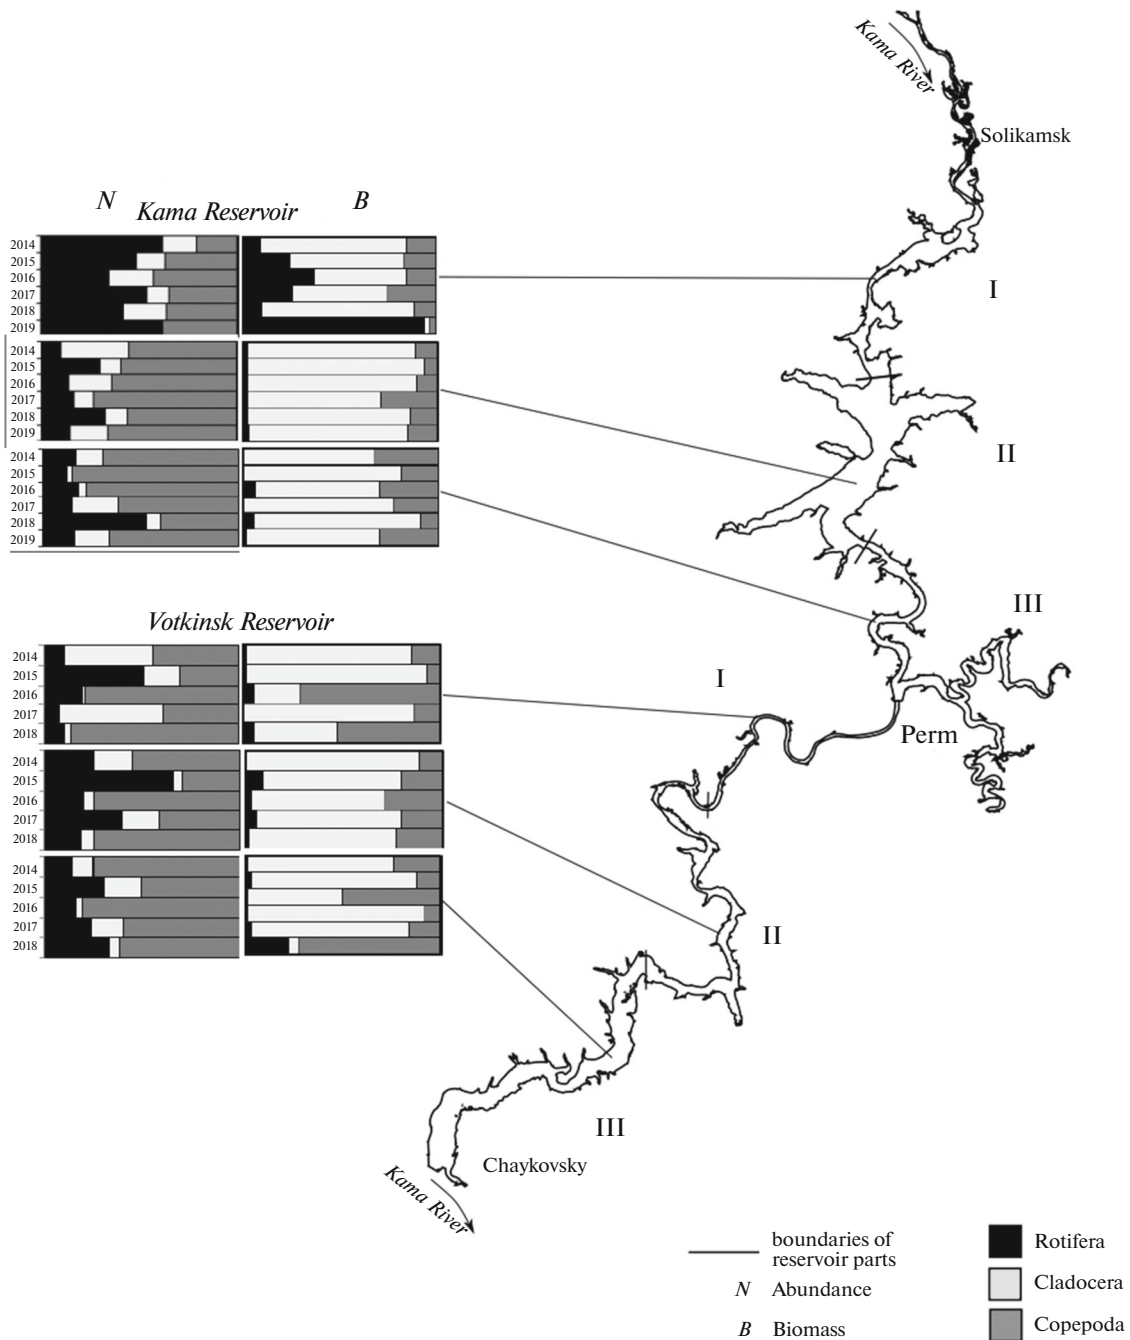 Kama River
Solikamsk
N
B
Kama Reservoir
2014
2015
2016
2017
2018
2019
I
2014
2015
2016
2017
2018
2019
II
2014
2015
2016
2017
2018
2019
III
Votkinsk Reservoir
2014
2015
2016
2017
2018
I
Perm
2014
2015
2016
2017
2018
II
2014
2015
2016
2017
2018
III
Chaykovsky
Kama River
boundaries of
reservoir parts
N Abundance
B Biomass
Rotifera
Cladocera
Copepoda